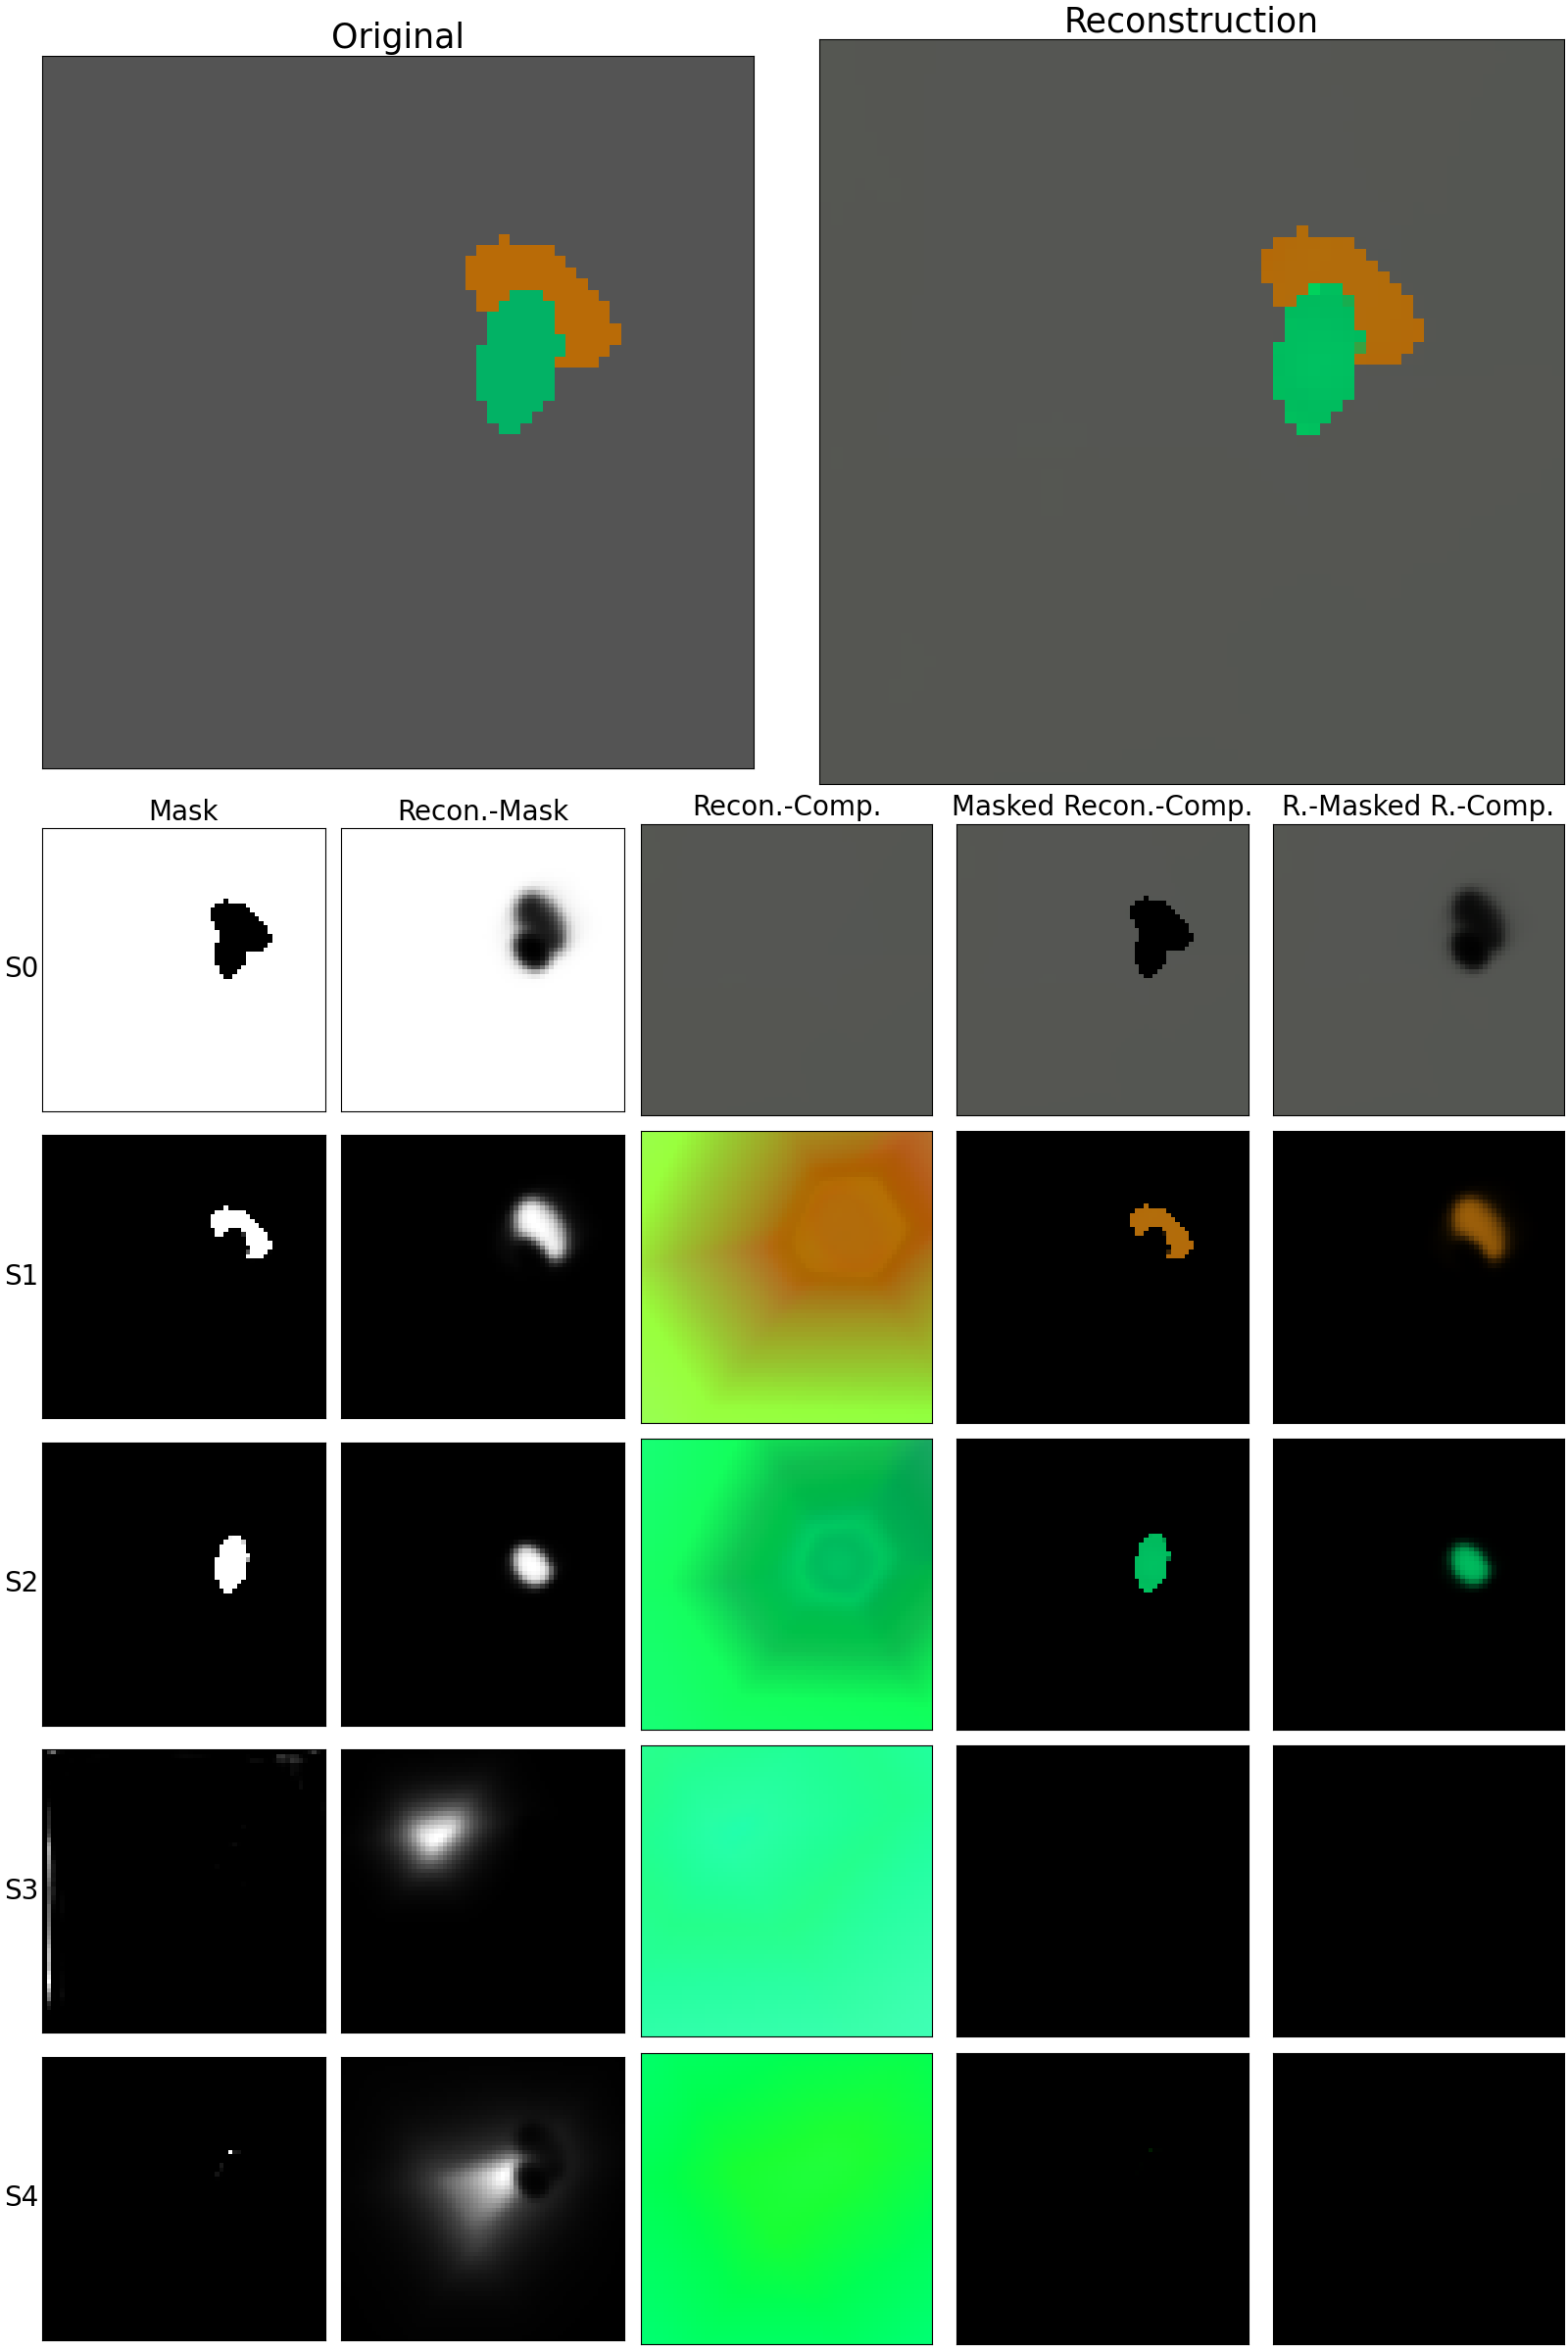 Original
Reconstruction
Mask
Recon.-Mask
Recon.-Comp.
Masked Recon.-Comp.
R.-Masked R.-Comp.
S0
S1
S2
S3
S4